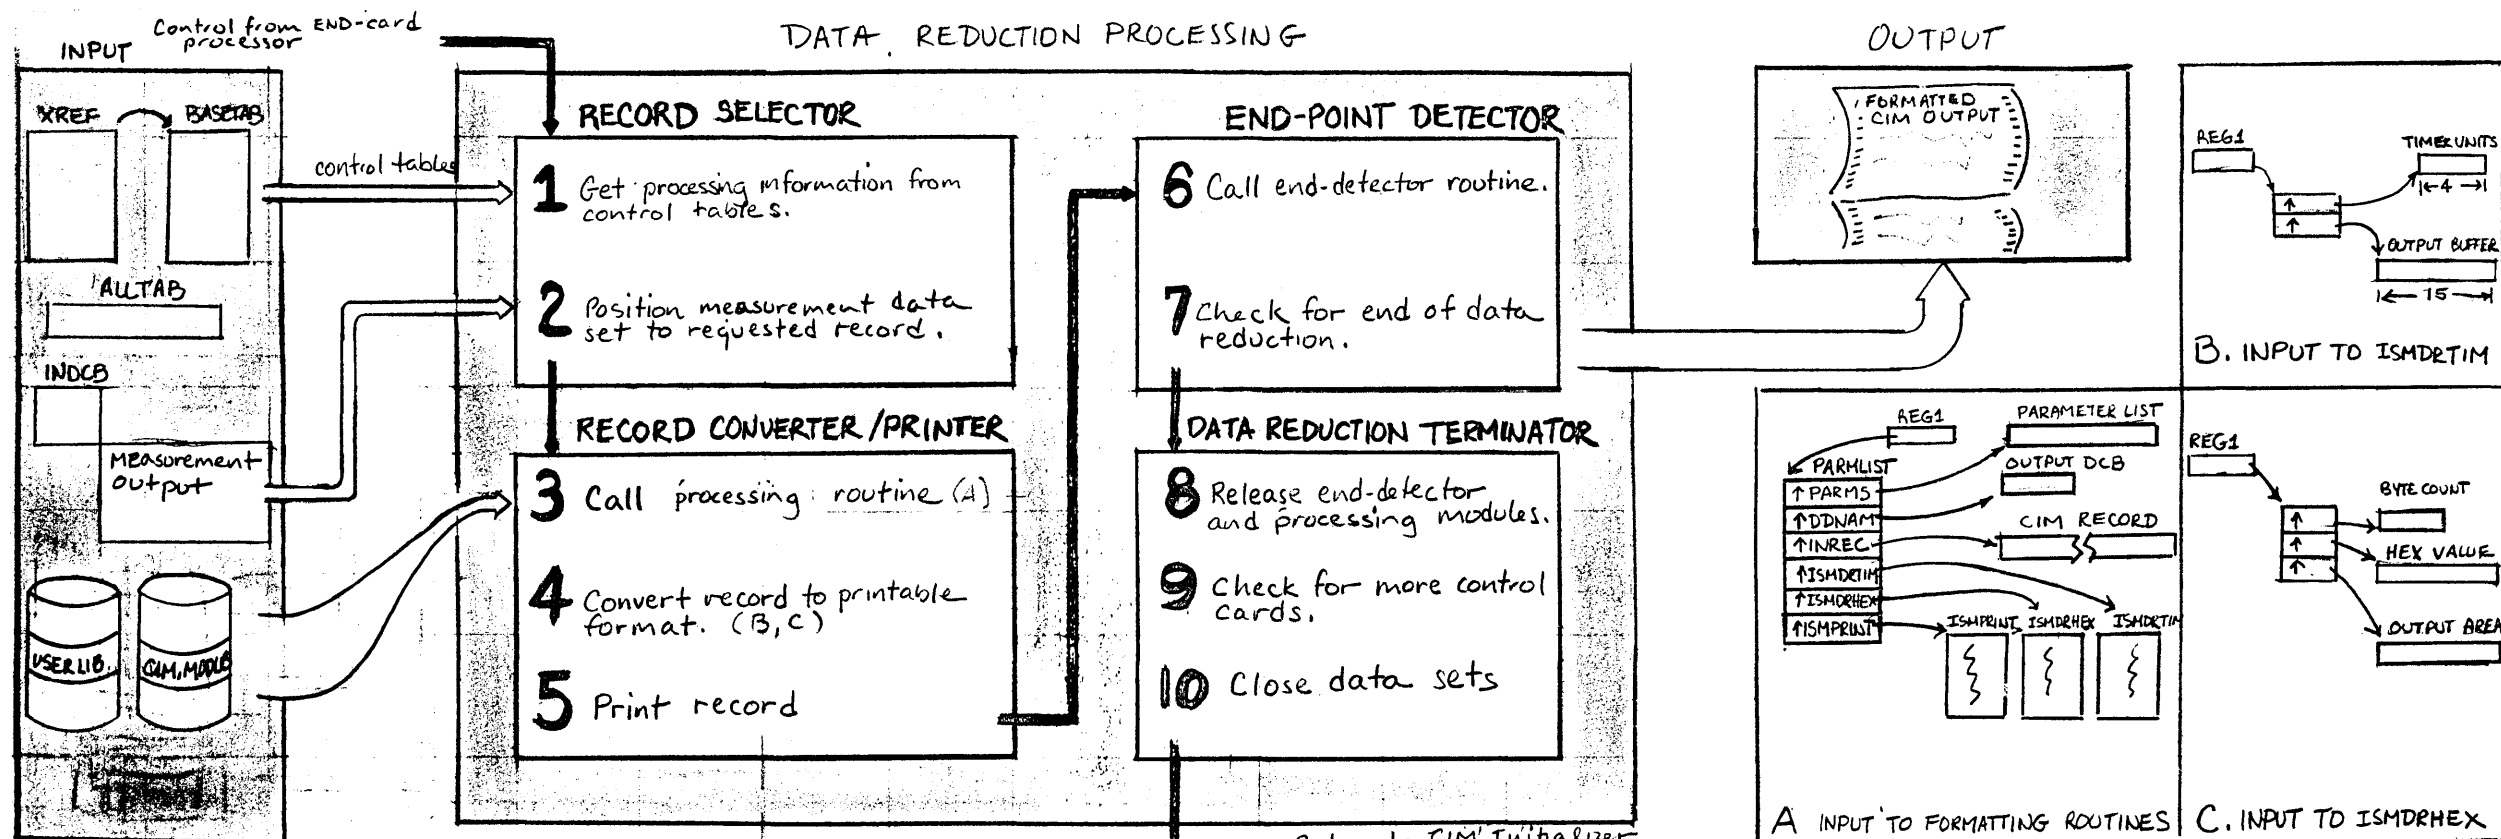 Control from END-card
processor
INPUT
XREF
BASETAB
control tables
ALLTAB
INDCB
Measurement
output
USERLIB.
DATA REDUCTION PROCESSING
RECORD SELECTOR
1 Get processing information from
control tables.
2 Position measurement data
set to requested record.
RECORD CONVERTER/PRINTER
3 Call processing routine (A)
4 Convert record to printable
format. (B, C)
5 Print record
END-POINT DETECTOR
6 Call end-detector routine.
7 Check for end of data
reduction.
DATA REDUCTION TERMINATOR
8 Release end-detector
and processing modules.
9 Check for more control
cards.
10 Close data sets
CIM Initializer
OUTPUT
FORMATTED
CIM OUTPUT
REG1
TIMER UNITS
4
OUTPUT BUFFER
15
B. INPUT TO ISMDRTIM
REG1
PARAMETER LIST
PARMLIST
OUTPUT DCB
↑ PARMS
↑ DDNAM
CIM RECORD
↑ INREC
↑ ISMDRTIM
↑ ISMDRHEX
↑ ISMPRINT
ISMPRINT
ISMDRHEX
ISMDRTIM
A INPUT TO FORMATTING ROUTINES
REG1
BYTE COUNT
↑
↑
HEX VALUE
↑
OUTPUT AREA
C. INPUT TO ISMDRHEX